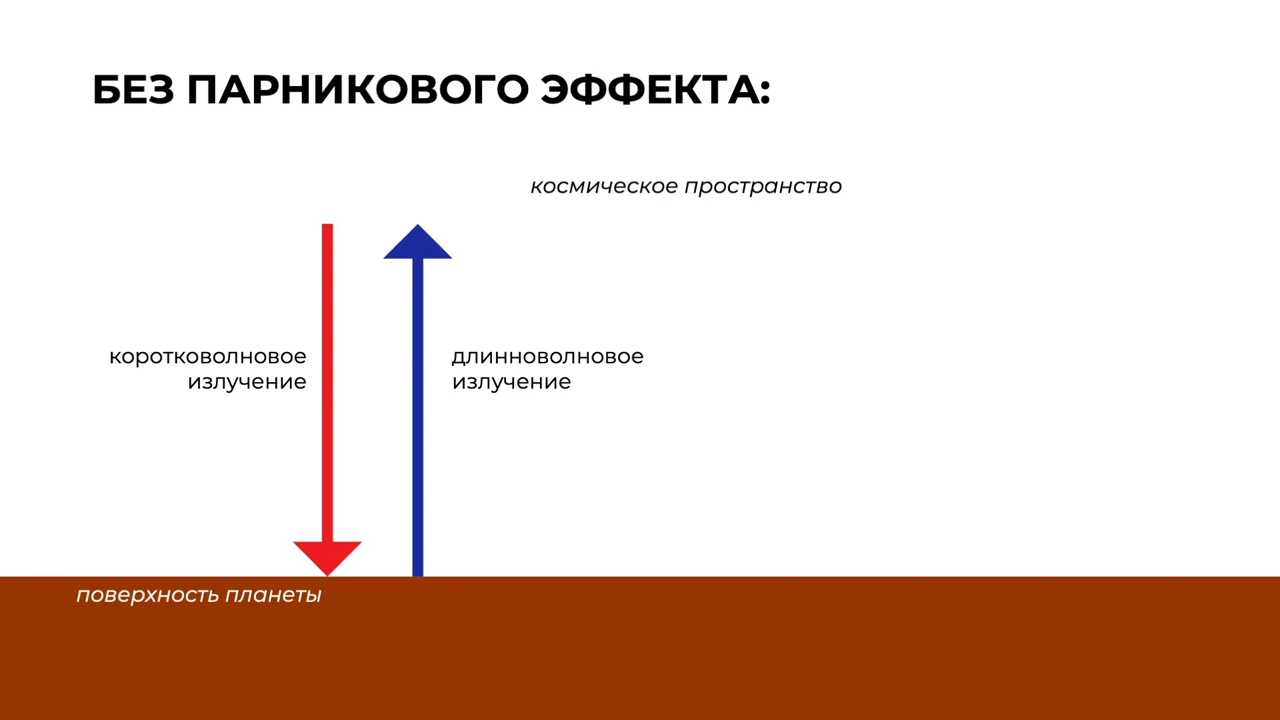 БЕЗ ПАРНИКОВОГО ЭФФЕКТА:
космическое пространство
коротковолновое
излучение
длинноволновое
излучение
поверхность планеты